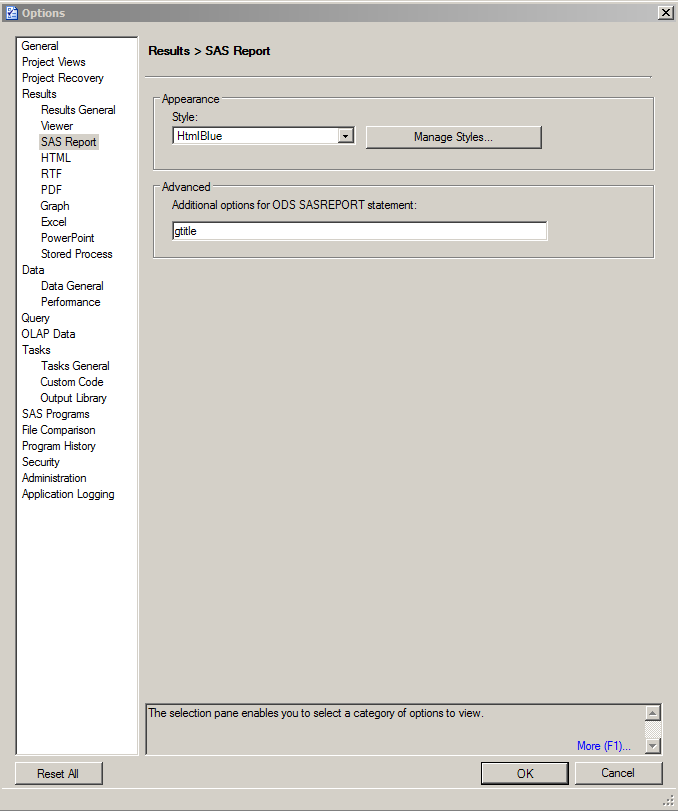 Options
General
Project Views
Project Recovery
Results
Results General
Viewer
SAS Report
HTML
RTF
PDF
Graph
Excel
PowerPoint
Stored Process
Data
Data General
Performance
Query
OLAP Data
Tasks
Tasks General
Custom Code
Output Library
SAS Programs
File Comparison
Program History
Security
Administration
Application Logging
Results > SAS Report
Appearance
Style:
HtmlBlue
Manage Styles...
Advanced
Additional options for ODS SASREPORT statement:
gtitle
The selection pane enables you to select a category of options to view.
More (F1)...
Reset All
OK
Cancel